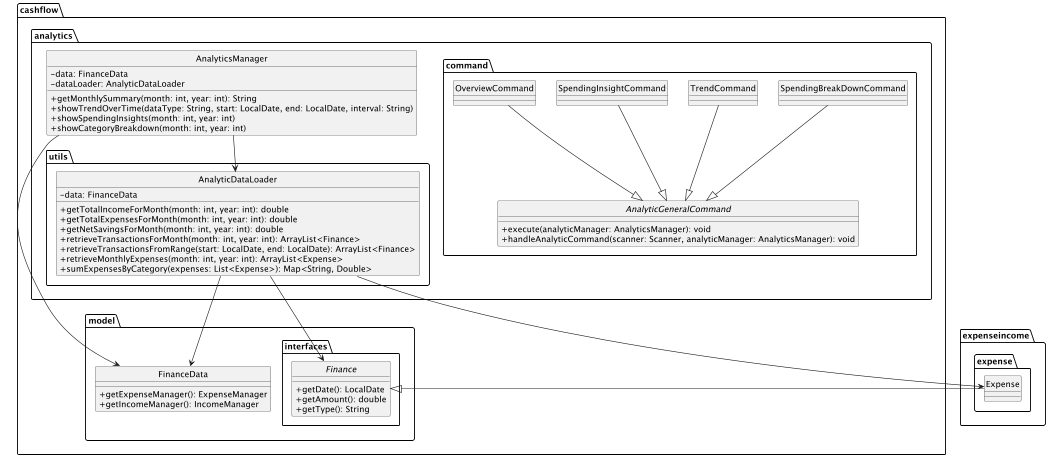 cashflow
analytics
AnalyticsManager
-data: FinanceData
-dataLoader: AnalyticDataLoader
+getMonthlySummary(month: int, year: int): String
+showTrendOverTime(dataType: String, start: LocalDate, end: LocalDate, interval: String)
+showSpendingInsights(month: int, year: int)
+showCategoryBreakdown(month: int, year: int)
command
OverviewCommand
SpendingInsightCommand
TrendCommand
SpendingBreakDownCommand
AnalyticGeneralCommand
+execute(analyticManager: AnalyticsManager): void
+handleAnalyticCommand(scanner: Scanner, analyticManager: AnalyticsManager): void
utils
AnalyticDataLoader
-data: FinanceData
+getTotalIncomeForMonth(month: int, year: int): double
+getTotalExpensesForMonth(month: int, year: int): double
+getNetSavingsForMonth(month: int, year: int): double
+retrieveTransactionsForMonth(month: int, year: int): ArrayList<Finance>
+retrieveTransactionsFromRange(start: LocalDate, end: LocalDate): ArrayList<Finance>
+retrieveMonthlyExpenses(month: int, year: int): ArrayList<Expense>
+sumExpensesByCategory(expenses: List<Expense>): Map<String, Double>
model
FinanceData
+getExpenseManager(): ExpenseManager
+getIncomeManager(): IncomeManager
interfaces
Finance
+getDate(): LocalDate
+getAmount(): double
+getType(): String
expenseincome
expense
Expense